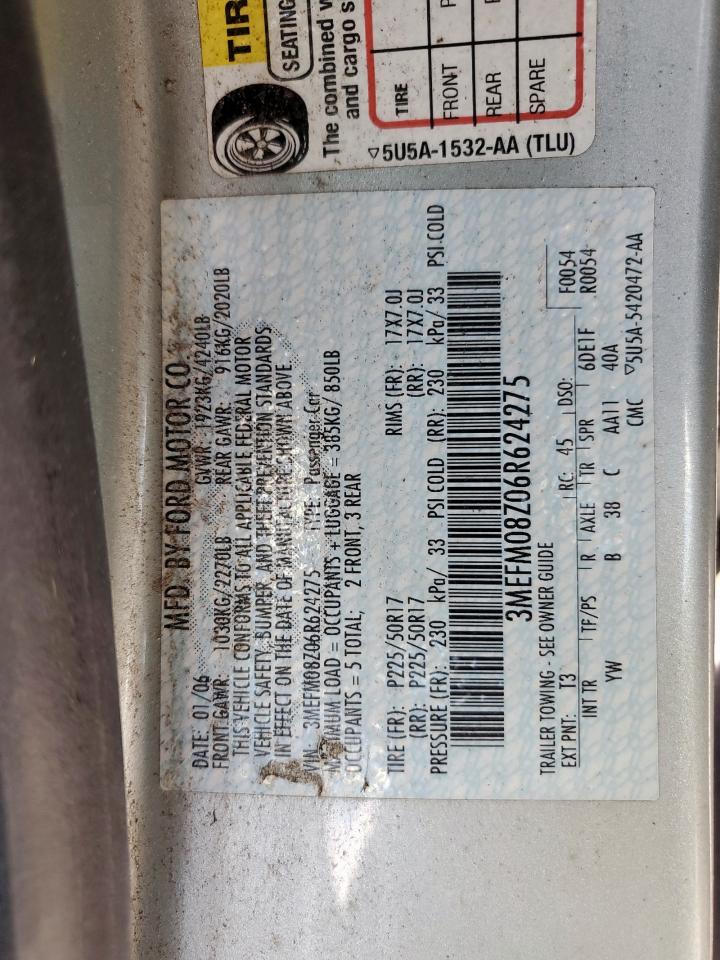 TIR
SEATING
The combined w
and cargo s
TIRE
FRONT P
REAR
SPARE
▽5U5A-1532-AA (TLU)
MFD. BY FORD MOTOR CO
DATE: 01/06 GVWR: 1923KG/4240LB
FRONT GAWR: 1030KG/2270LB REAR GAWR: 916KG/2020LB
THIS VEHICLE CONFORMS TO ALL APPLICABLE FEDERAL MOTOR
VEHICLE SAFETY, BUMPER, AND THEFT PREVENTION STANDARDS
IN EFFECT ON THE DATE OF MANUFACTURE SHOWN ABOVE.
VIN: 3MEFM08Z06R624275 TYPE: Passenger Car
MAXIMUM LOAD = OCCUPANTS + LUGGAGE = 385KG/ 850LB
OCCUPANTS = 5 TOTAL; 2 FRONT, 3 REAR
TIRE (FR): P225/50R17 RIMS (FR): 17X7.0J
(RR): P225/50R17 (RR): 17X7.0J
PRESSURE (FR): 230 kPa/ 33 PSI COLD (RR): 230 kPa/ 33 PSI COLD
3MEFM08Z06R624275
TRAILER TOWING - SEE OWNER GUIDE
EXT PNT: T3 RC: 45 DSO: F0054
INT TR TF/PS R AXLE TR SPR 6DE1F R0054
YW B 38 C AA11 40A
CMC ▽5U5A-5420472-AA